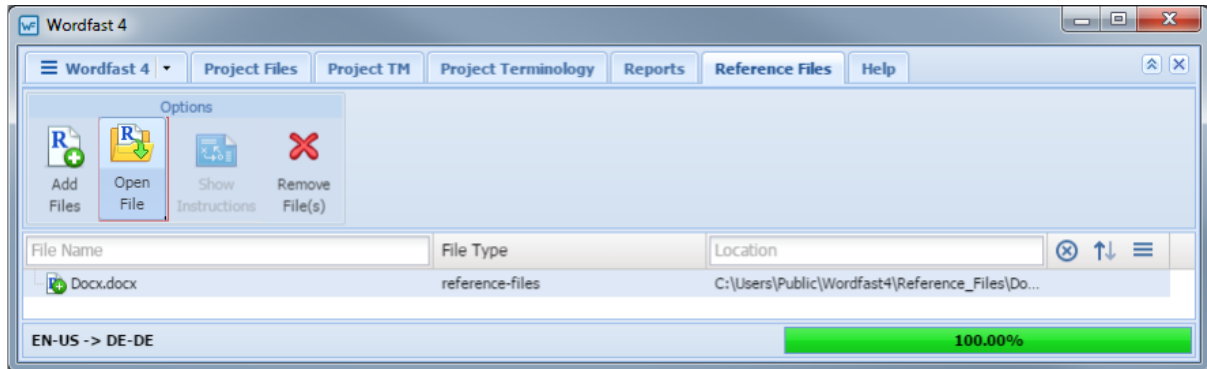 Wordfast 4
Wordfast 4 Project Files Project TM Project Terminology Reports Reference Files Help
Options
Add Files
Open File
Show Instructions
Remove File(s)
File Name File Type Location
Docx.docx reference-files C:\Users\Public\Wordfast4\Reference_Files\Do...
EN-US -> DE-DE 100.00%